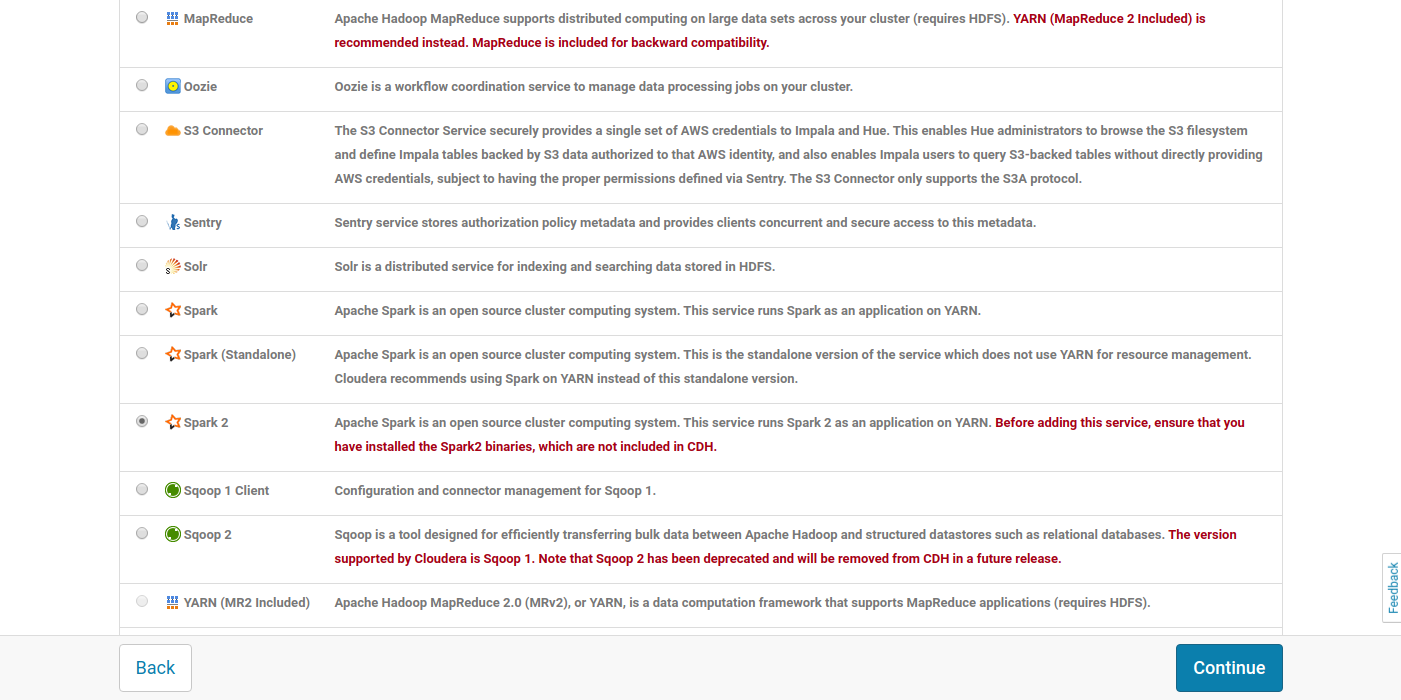 MapReduce
Apache Hadoop MapReduce supports distributed computing on large data sets across your cluster (requires HDFS). YARN (MapReduce 2 Included) is
recommended instead. MapReduce is included for backward compatibility.
Oozie
Oozie is a workflow coordination service to manage data processing jobs on your cluster.
S3 Connector
The S3 Connector Service securely provides a single set of AWS credentials to Impala and Hue. This enables Hue administrators to browse the S3 filesystem
and define Impala tables backed by S3 data authorized to that AWS identity, and also enables Impala users to query S3-backed tables without directly providing
AWS credentials, subject to having the proper permissions defined via Sentry. The S3 Connector only supports the S3A protocol.
Sentry
Sentry service stores authorization policy metadata and provides clients concurrent and secure access to this metadata.
Solr
Solr is a distributed service for indexing and searching data stored in HDFS.
Spark
Apache Spark is an open source cluster computing system. This service runs Spark as an application on YARN.
Spark (Standalone)
Apache Spark is an open source cluster computing system. This is the standalone version of the service which does not use YARN for resource management.
Cloudera recommends using Spark on YARN instead of this standalone version.
Spark 2
Apache Spark is an open source cluster computing system. This service runs Spark 2 as an application on YARN. Before adding this service, ensure that you
have installed the Spark2 binaries, which are not included in CDH.
Sqoop 1 Client
Configuration and connector management for Sqoop 1.
Sqoop 2
Sqoop is a tool designed for efficiently transferring bulk data between Apache Hadoop and structured datastores such as relational databases. The version
supported by Cloudera is Sqoop 1. Note that Sqoop 2 has been deprecated and will be removed from CDH in a future release.
YARN (MR2 Included)
Apache Hadoop MapReduce 2.0 (MRv2), or YARN, is a data computation framework that supports MapReduce applications (requires HDFS).
Feedback
Back
Continue